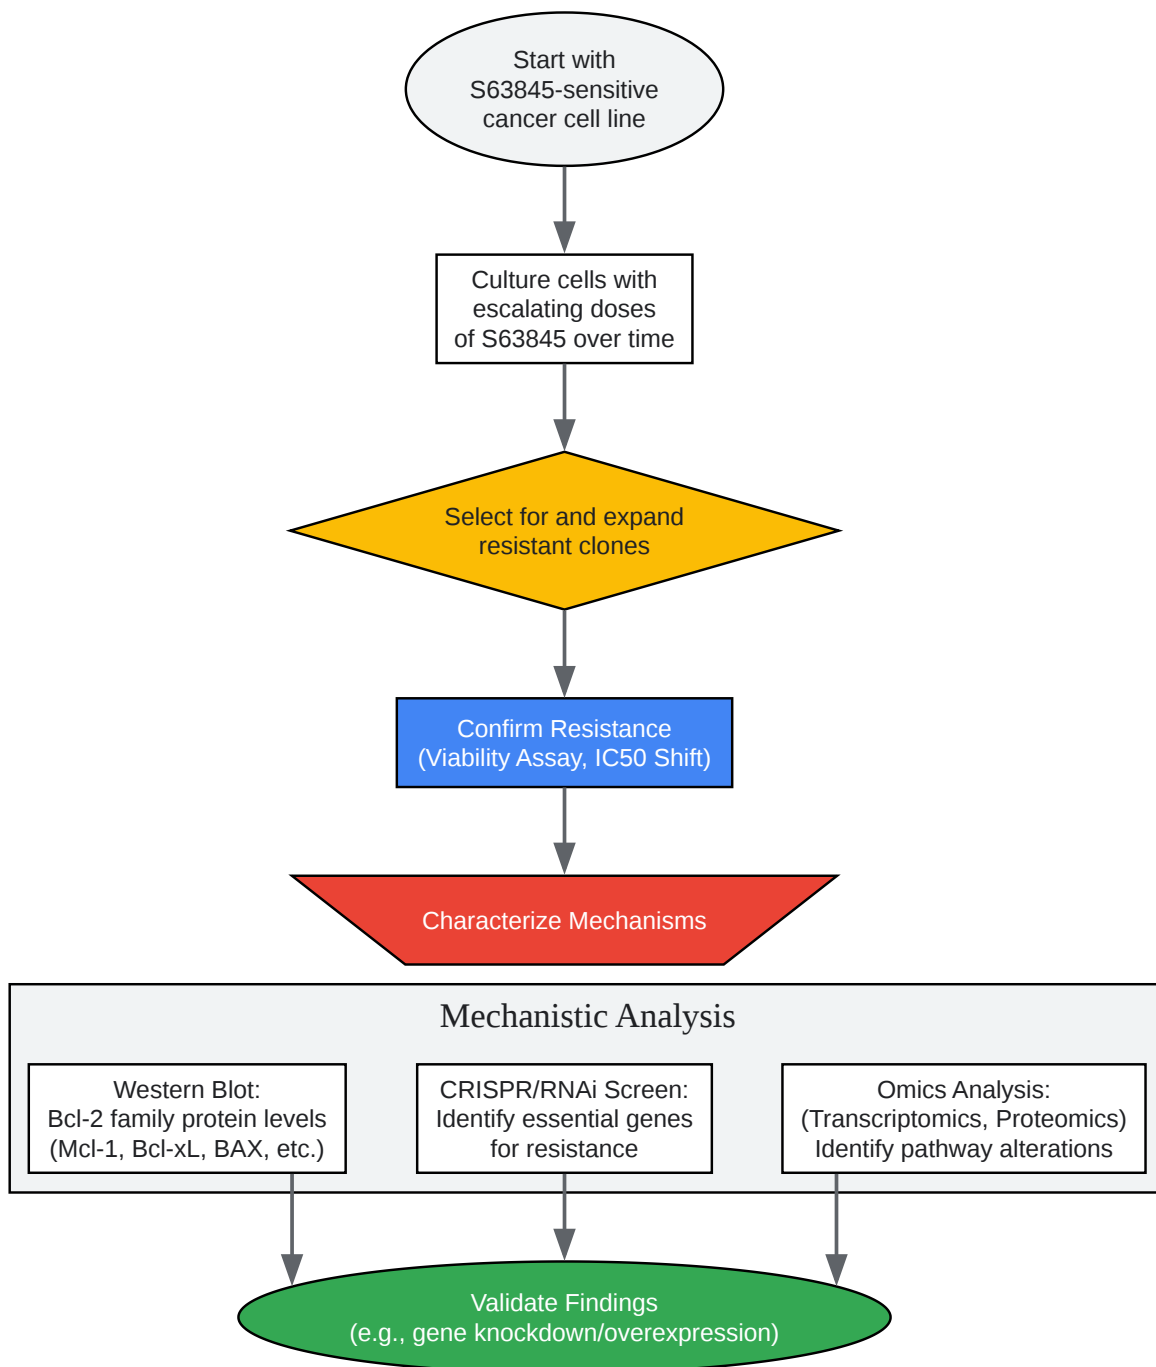 Start with
S63845-sensitive
cancer cell line
Culture cells with
escalating doses
of S63845 over time
Select for and expand
resistant clones
Confirm Resistance
(Viability Assay, IC50 Shift)
Characterize Mechanisms
Mechanistic Analysis
Western Blot:
Bcl-2 family protein levels
(Mcl-1, Bcl-xL, BAX, etc.)
CRISPR/RNAi Screen:
Identify essential genes
for resistance
Omics Analysis:
(Transcriptomics, Proteomics)
Identify pathway alterations
Validate Findings
(e.g., gene knockdown/overexpression)